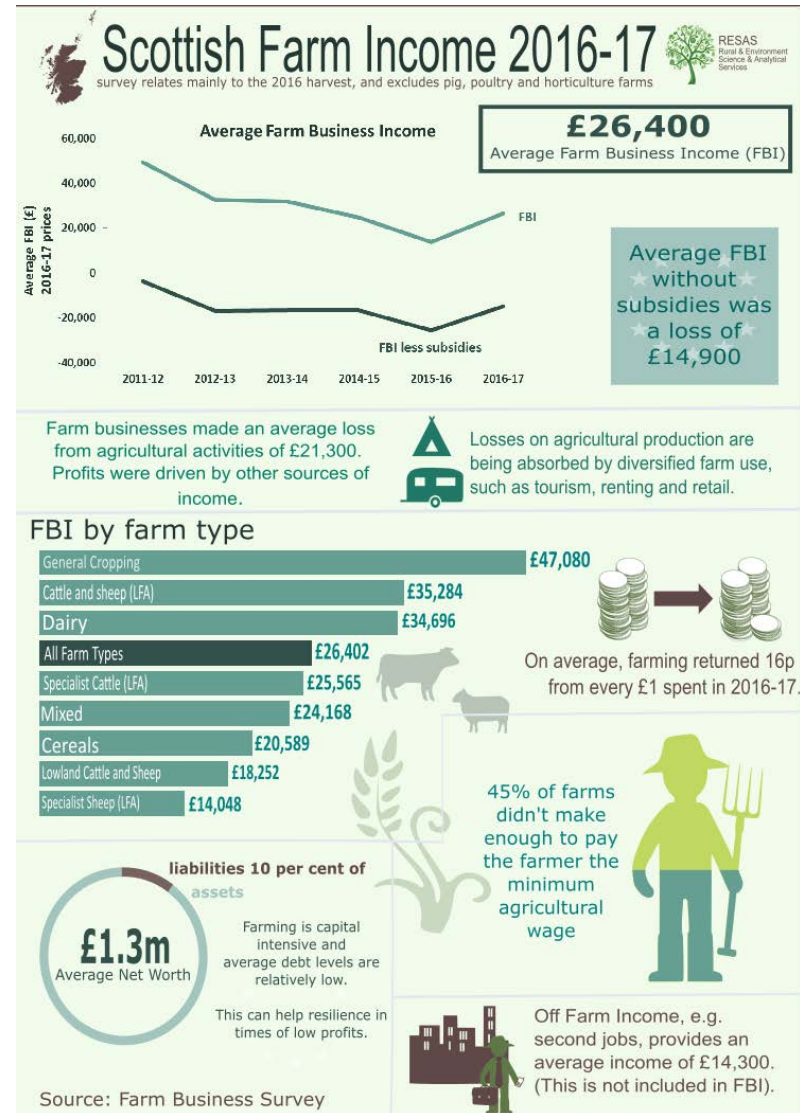 Scottish Farm Income 2016-17
RESAS
Rural & Environment
Science & Analytical
Services
survey relates mainly to the 2016 harvest, and excludes pig, poultry and horticulture farms
Average Farm Business Income
£26,400
Average Farm Business Income (FBI)
Average FBI (£)
2016-17 prices
60,000
40,000
20,000
0
-20,000
-40,000
FBI
FBI less subsidies
2011-12 2012-13 2013-14 2014-15 2015-16 2016-17
Average FBI
without
subsidies was
a loss of
£14,900
Farm businesses made an average loss
from agricultural activities of £21,300.
Profits were driven by other sources of
income.
Losses on agricultural production are
being absorbed by diversified farm use,
such as tourism, renting and retail.
FBI by farm type
General Cropping £47,080
Cattle and sheep (LFA) £35,284
Dairy £34,696
All Farm Types £26,402
Specialist Cattle (LFA) £25,565
Mixed £24,168
Cereals £20,589
Lowland Cattle and Sheep £18,252
Specialist Sheep (LFA) £14,048
On average, farming returned 16p
from every £1 spent in 2016-17.
45% of farms
didn't make
enough to pay
the farmer the
minimum
agricultural
wage
liabilities 10 per cent of
assets
£1.3m
Average Net Worth
Farming is capital
intensive and
average debt levels are
relatively low.
This can help resilience in
times of low profits.
Off Farm Income, e.g.
second jobs, provides an
average income of £14,300.
(This is not included in FBI).
Source: Farm Business Survey